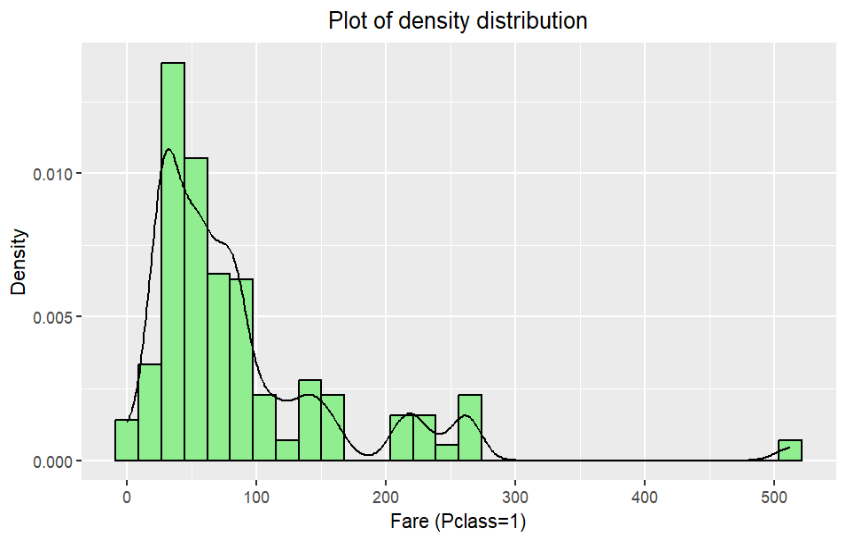 Plot of density distribution
Density
0.010
0.005
0.000
0 100 200 300 400 500
Fare (Pclass=1)